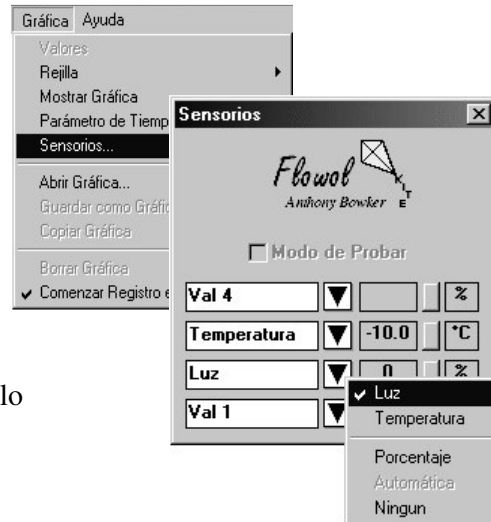 Gráfica Ayuda
Valores
Rejilla
Mostrar Gráfica
Parámetro de Tiemp
Sensorios...
Abrir Gráfica...
Guardar como Gráfic
Copiar Gráfica
Borrar Gráfica
Comenzar Registro e
Sensorios
Flowol
KITE
Anthony Bowker
Modo de Probar
Val 4 %
Temperatura -10.0 °C
Luz 0 %
Val 1
Luz
Temperatura
Porcentaje
Automática
Ningun
lo